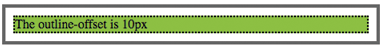 The outline-offset is 10px